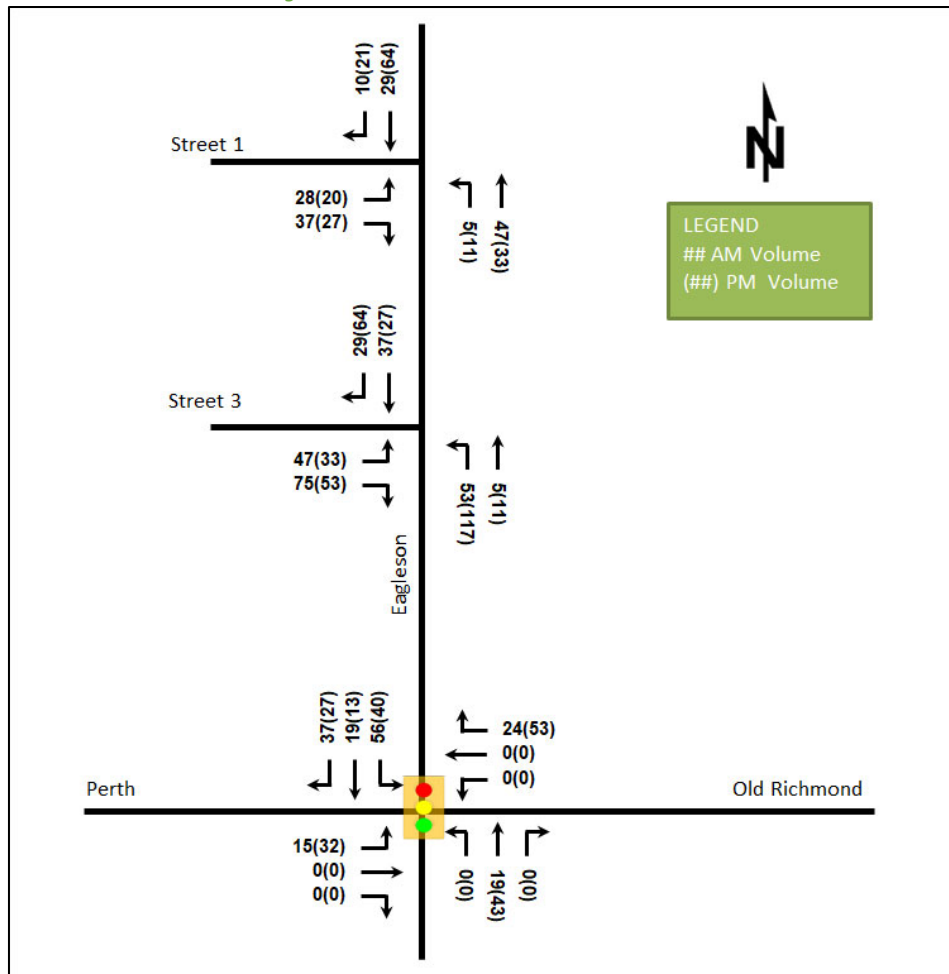 10(21)
29(64)
Street 1
28(20)
37(27)
5(11)
47(33)
N
LEGEND
## AM Volume
(##) PM Volume
29(64)
37(27)
Street 3
47(33)
75(53)
53(117)
5(11)
Eagleson
37(27)
19(13)
56(40)
24(53)
0(0)
0(0)
Perth
Old Richmond
15(32)
0(0)
0(0)
0(0)
19(43)
0(0)